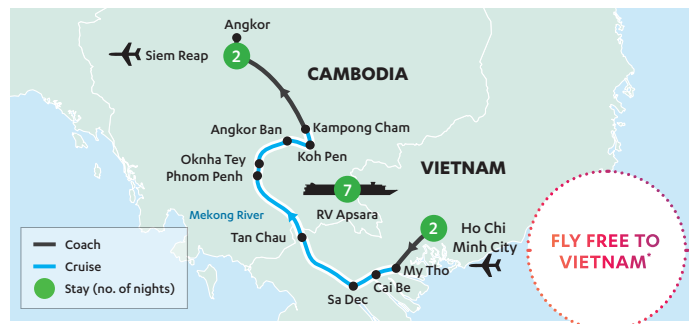 Angkor
2
Siem Reap
CAMBODIA
Angkor Ban
Kampong Cham
Koh Pen
Oknha Tey
Phnom Penh
VIETNAM
7
RV Apsara
Mekong River
Tan Chau
2
Ho Chi
Minh City
My Tho
Cai Be
Sa Dec
Coach
Cruise
Stay (no. of nights)
FLY FREE TO
VIETNAM*